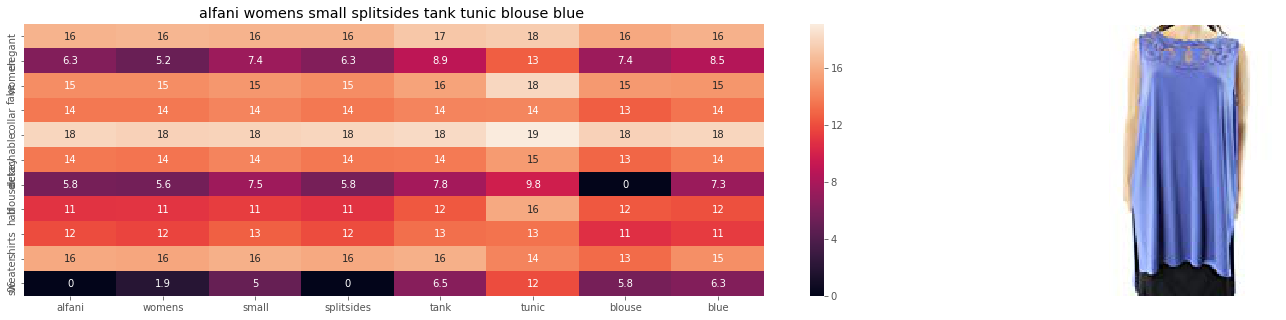 alfani womens small splitsides tank tunic blouse blue
elegant 16 16 16 16 17 18 16 16
women 6.3 5.2 7.4 6.3 8.9 13 7.4 8.5
fake 15 15 15 15 16 18 15 15
collar 14 14 14 14 14 14 13 14
18 18 18 18 18 19 18 18
14 14 14 14 14 15 13 14
blouse 5.8 5.6 7.5 5.8 7.8 9.8 0 7.3
half 11 11 11 11 12 16 12 12
shirts 12 12 13 12 13 13 11 11
sweater 16 16 16 16 16 14 13 15
0 1.9 5 0 6.5 12 5.8 6.3
alfani womens small splitsides tank tunic blouse blue
16
12
8
4
0